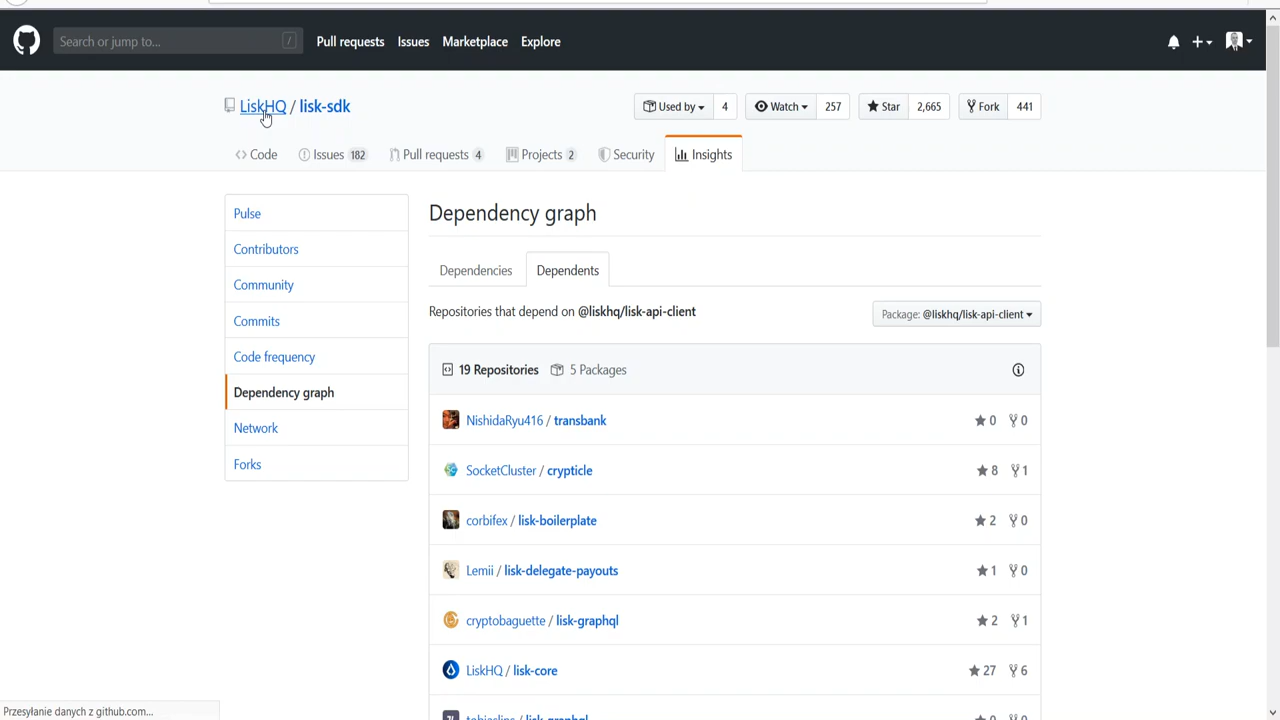 Search or jump to... / Pull requests Issues Marketplace Explore
LiskHQ / lisk-sdk Used by 4 Watch 257 Star 2,665 Fork 441
Code Issues 182 Pull requests 4 Projects 2 Security Insights
Pulse
Contributors
Community
Commits
Code frequency
Dependency graph
Network
Forks
Dependency graph
Dependencies Dependents
Repositories that depend on @liskhq/lisk-api-client Package: @liskhq/lisk-api-client
19 Repositories 5 Packages
NishidaRyu416 / transbank 0 0
SocketCluster / crypticle 8 1
corbifex / lisk-boilerplate 2 0
Lemii / lisk-delegate-payouts 1 0
cryptobaguette / lisk-graphql 2 1
LiskHQ / lisk-core 27 6
Przesyłanie danych z github.com...